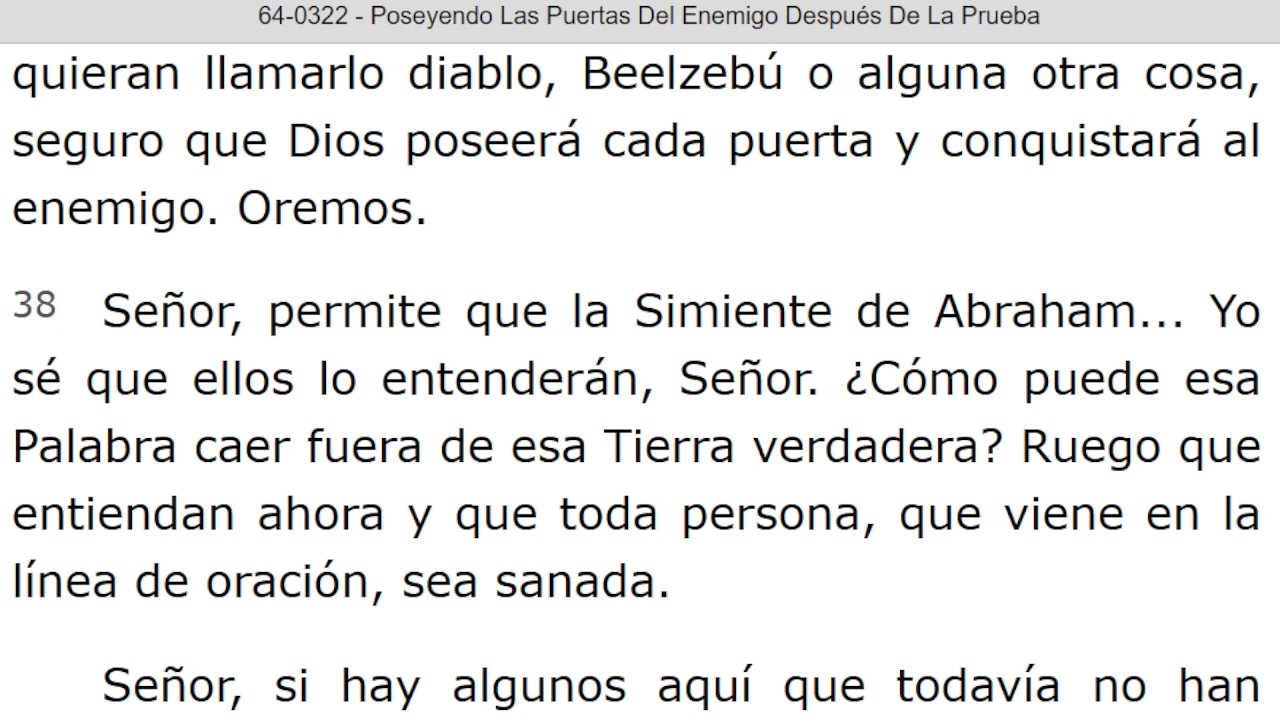 64-0322 - Poseyendo Las Puertas Del Enemigo Después De La Prueba
quieran llamarlo diablo, Beelzebú o alguna otra cosa,
seguro que Dios poseerá cada puerta y conquistará al
enemigo. Oremos.
38 Señor, permite que la Simiente de Abraham... Yo
sé que ellos lo entenderán, Señor. ¿Cómo puede esa
Palabra caer fuera de esa Tierra verdadera? Ruego que
entiendan ahora y que toda persona, que viene en la
línea de oración, sea sanada.
Señor, si hay algunos aquí que todavía no han